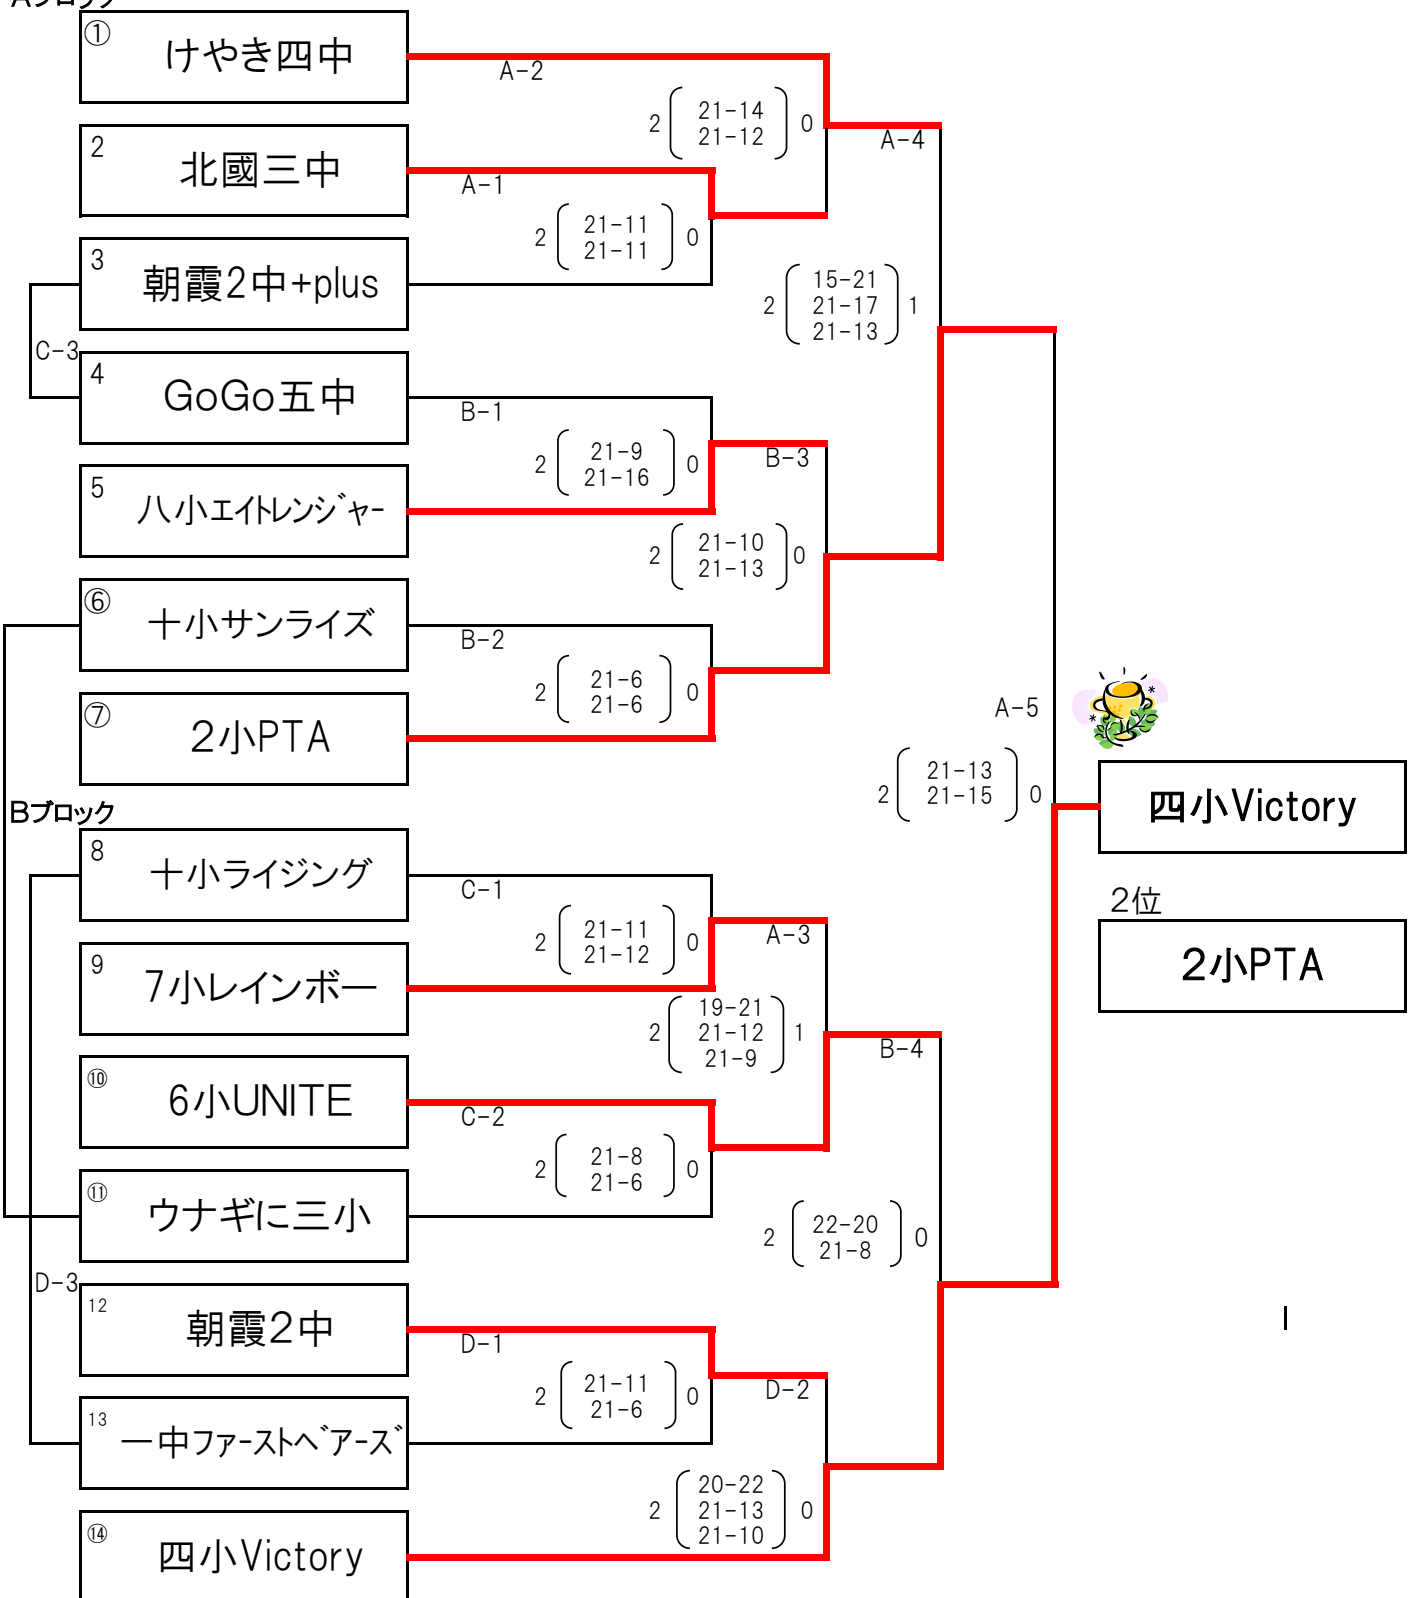 Aブロック
①
けやき四中
A-2
2
21-14
21-12
0
A-4
2
北國三中
A-1
2
21-11
21-11
0
3
朝霞2中+plus
2
15-21
21-17
21-13
1
C-3
4
GoGo五中
B-1
2
21-9
21-16
0
B-3
5
八小エイトレンジャー
2
21-10
21-13
0
⑥
十小サンライズ
B-2
2
21-6
21-6
0
⑦
2小PTA
A-5
2
21-13
21-15
0
四小Victory
2位
2小PTA
Bブロック
8
十小ライジング
C-1
2
21-11
21-12
0
A-3
9
7小レインボー
2
19-21
21-12
21-9
1
B-4
⑩
6小UNITE
C-2
2
21-8
21-6
0
⑪
ウナギに三小
2
22-20
21-8
0
D-3
12
朝霞2中
D-1
2
21-11
21-6
0
D-2
13
一中ファーストベアーズ
2
20-22
21-13
21-10
0
⑭
四小Victory